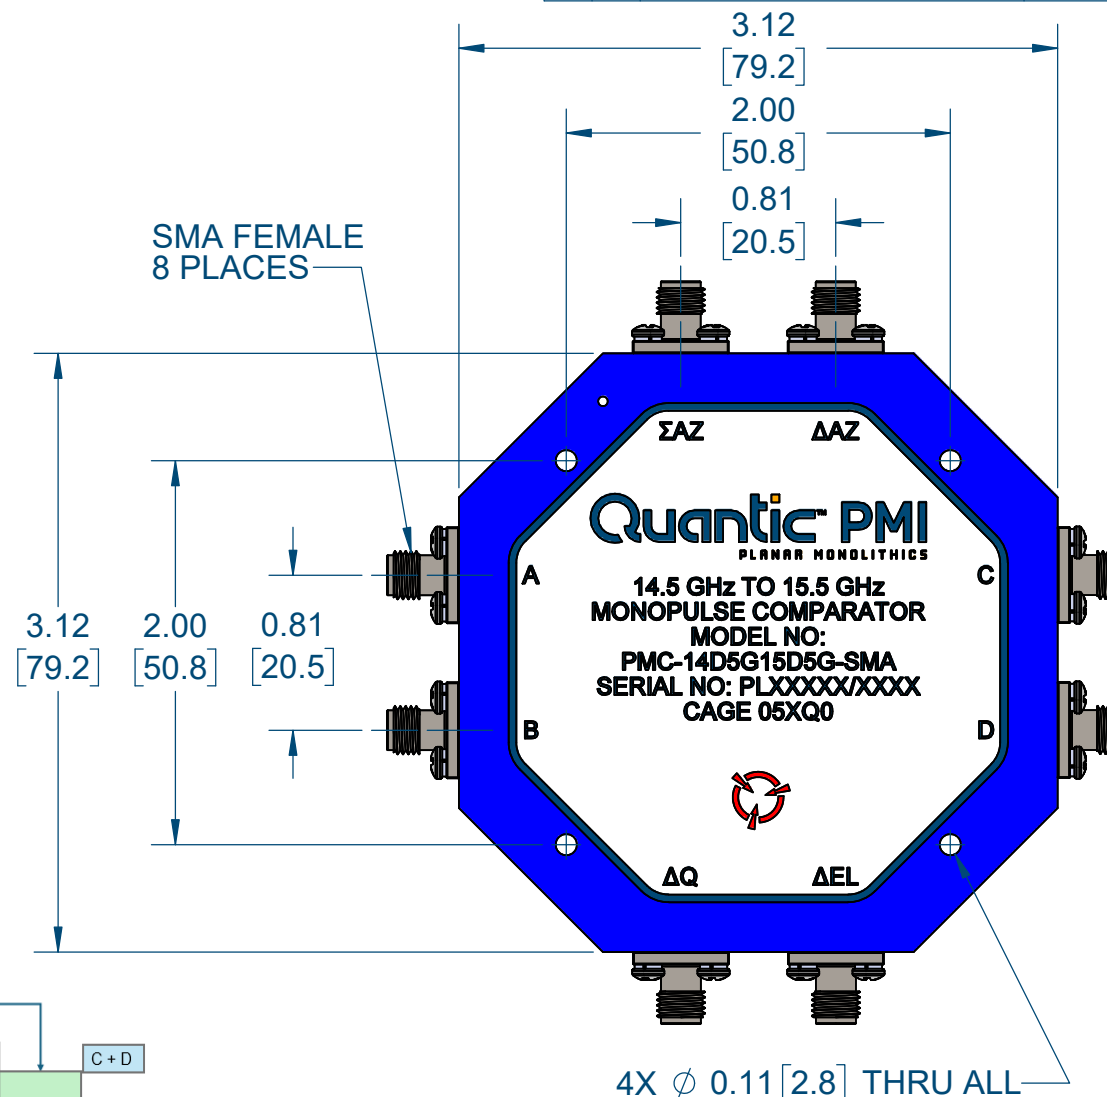 3.12
[79.2]
2.00
[50.8]
0.81
[20.5]
SMA FEMALE
8 PLACES
ΣAZ ΔAZ
Quantic™ PMI
PLANAR MONOLITHICS
A C
14.5 GHz TO 15.5 GHz
MONOPULSE COMPARATOR
MODEL NO:
PMC-14D5G15D5G-SMA
SERIAL NO: PLXXXXX/XXXX
CAGE 05XQ0
3.12 2.00 0.81
[79.2] [50.8] [20.5]
B D
ΔQ ΔEL
C + D
4X ∅ 0.11 [2.8] THRU ALL